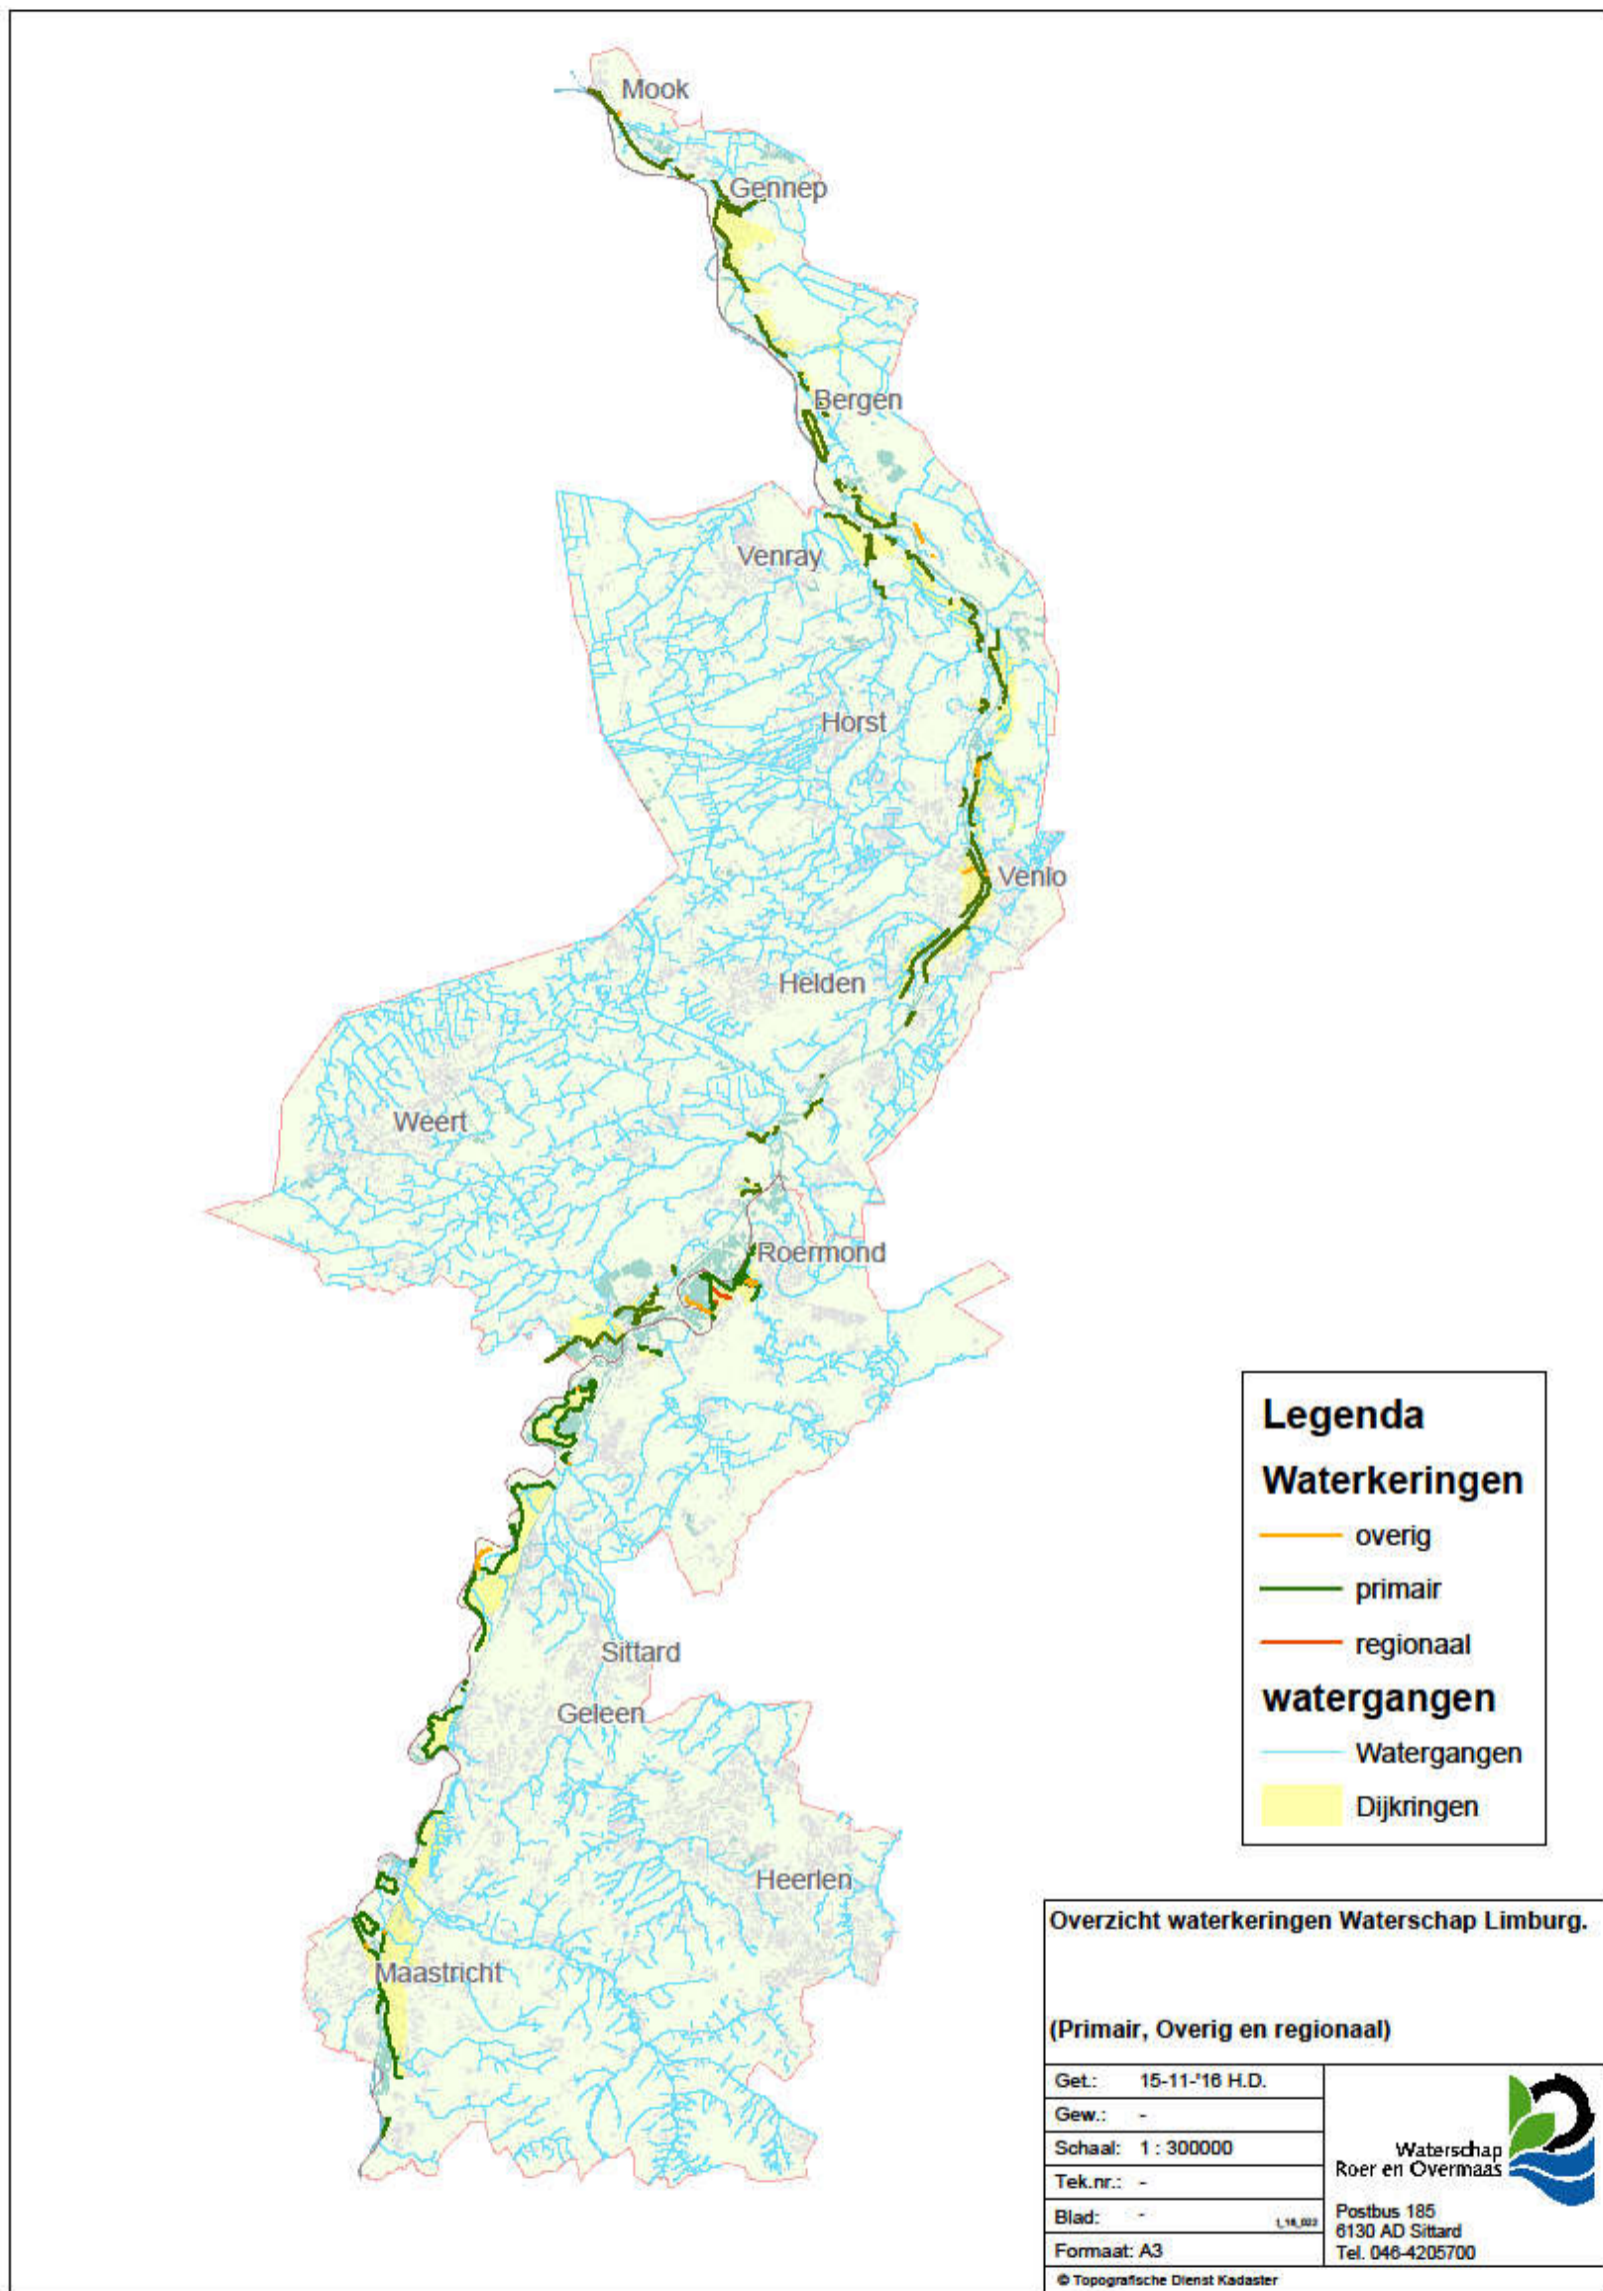 Mook
Gennep
Bergen
Venray
Horst
Venlo
Helden
Weert
Roermond
Sittard
Geleen
Heerlen
Maastricht
Legenda
Waterkeringen
overig
primair
regionaal
watergangen
Watergangen
Dijkringen
Overzicht waterkeringen Waterschap Limburg.
(Primair, Overig en regionaal)
Get.: 15-11-'16 H.D.
Gew.: -
Schaal: 1 : 300000
Tek.nr.: -
Blad: -
Formaat: A3
Waterschap
Roer en Overmaas
Postbus 185
6130 AD Sittard
Tel. 046-4205700
© Topografische Dienst Kadaster